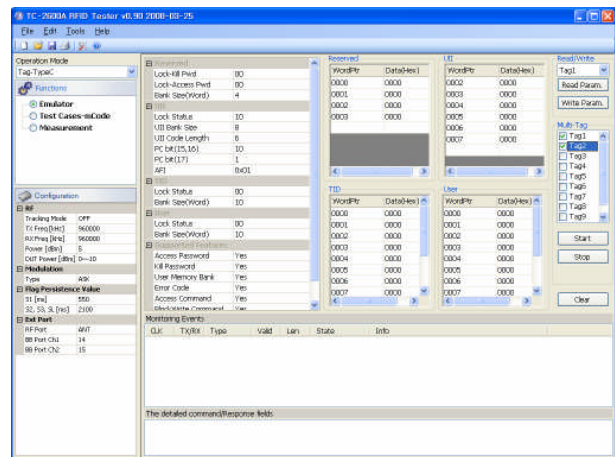 TC-2600A RFID Tester v0.90 2008-03-25
File Edit Tools Help
Operation Mode
Tag-TypeC
Functions
Emulator
Test Cases-mCode
Measurement
Configuration
RF
Tracking Mode OFF
TX Freq [kHz] 960000
RX Freq [kHz] 960000
Power [dBm] 5
OUT Power [dBm] 0~-10
Modulation
Type ASK
Flag Persistence Value
S1 [ms] 550
S2, S3, SL [ms] 2100
Ext Port
RF Port ANT
BB Port Ch1 14
BB Port Ch2 15
Reserved
Lock-Kill Pwd 00
Lock-Access Pwd 00
Bank Size(Word) 4
UII
Lock Status 10
UII Bank Size 8
UII Code Length 6
PC bit(15,16) 10
PC bit(17) 1
AFI 0x01
TID
Lock Status 00
Bank Size(Word) 10
User
Lock Status 00
Bank Size(Word) 10
Supported Features
Access Password Yes
Kill Password Yes
User Memory Bank Yes
Error Code Yes
Access Command Yes
BlockWrite Command Yes
Reserved
WordPtr Data(Hex)
0000 0000
0001 0000
0002 0000
0003 0000
UII
WordPtr Data(Hex)
0002 0000
0003 0000
0004 0000
0005 0000
0006 0000
0007 0000
TID
WordPtr Data(Hex)
0000 0000
0001 0000
0002 0000
0003 0000
0004 0000
0005 0000
0006 0000
0007 0000
User
WordPtr Data(Hex)
0000 0000
0001 0000
0002 0000
0003 0000
0004 0000
0005 0000
0006 0000
0007 0000
Read/Write
Tag1
Read Param.
Write Param.
Multi-Tag
Tag1
Tag2
Tag3
Tag4
Tag5
Tag6
Tag7
Tag8
Tag9
Start
Stop
Clear
Monitoring Events
CLK TX/RX Type Valid Len State Info
The detailed command/Response fields